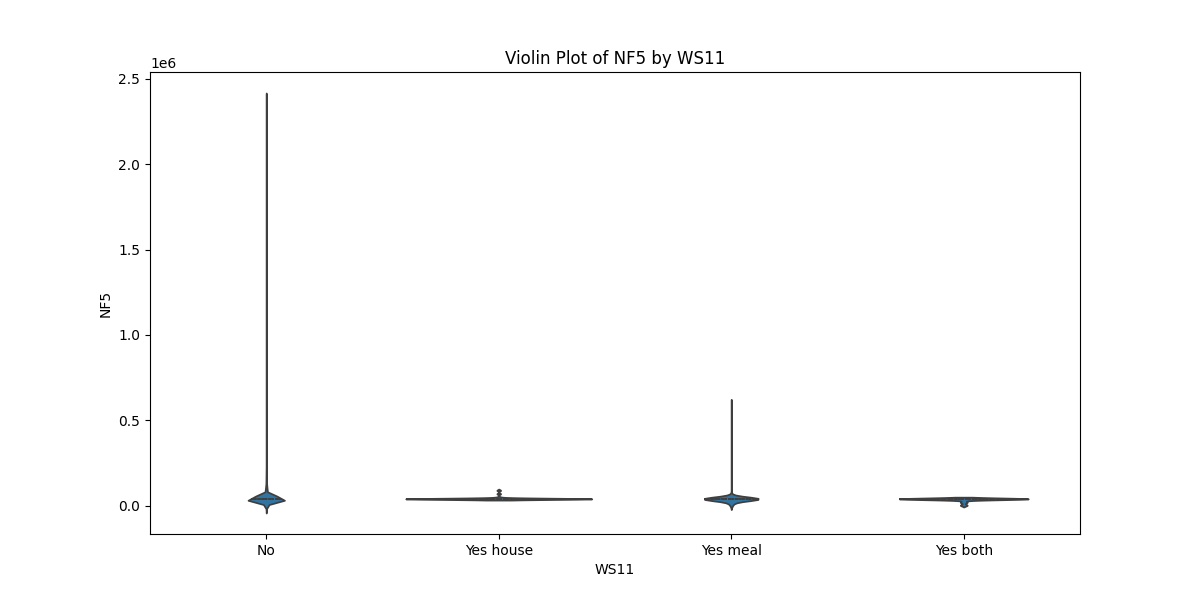 Violin Plot of NF5 by WS11
1e6
2.5
2.0
1.5
1.0
0.5
0.0
NF5
No Yes house Yes meal Yes both
WS11